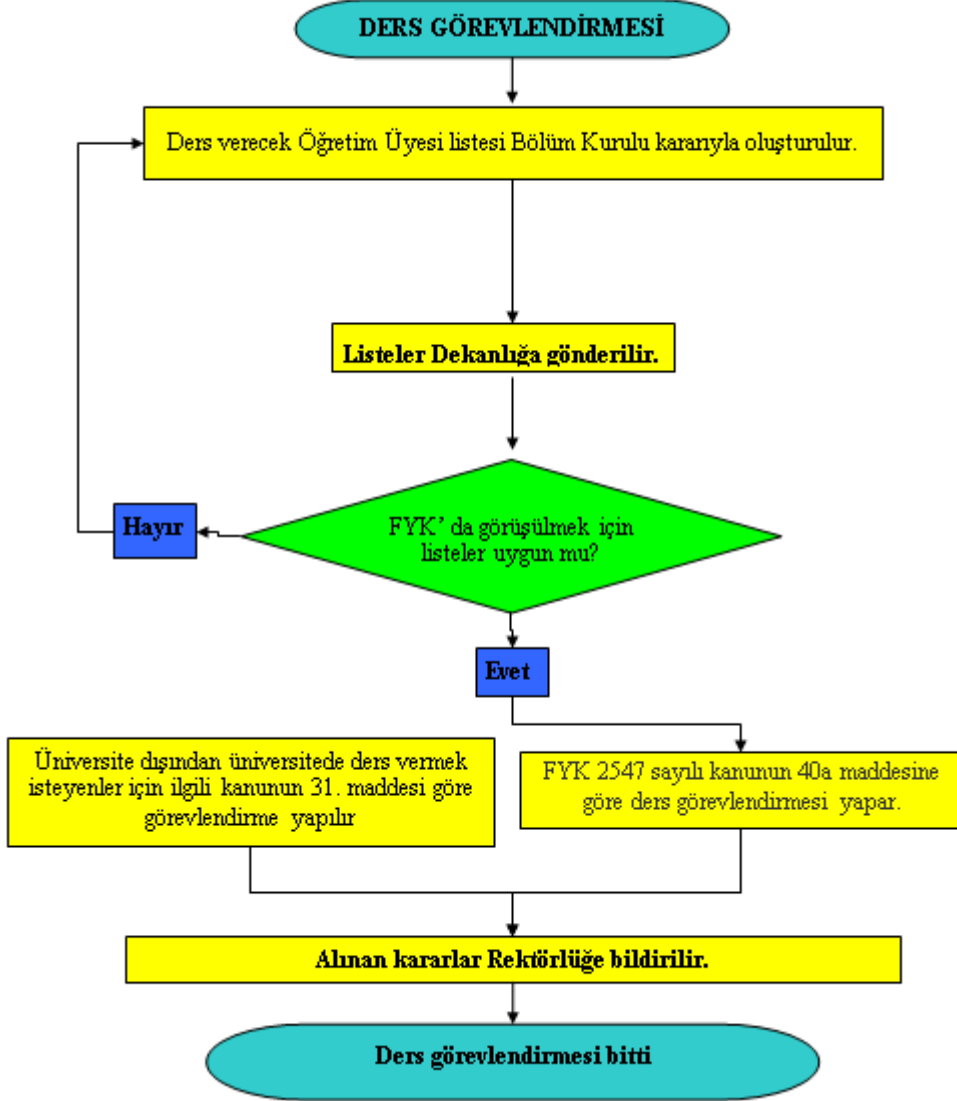 DERS GÖREVLENDİRMESİ
Ders verecek Öğretim Üyesi listesi Bölüm Kurulu kararıyla oluşturulur.
Listeler Dekanlığa gönderilir.
FYK’ da görüşülmek için
listeler uygun mu?
Hayır
Evet
Üniversite dışından üniversitede ders vermek
isteyenler için ilgili kanunun 31. maddesi göre
görevlendirme yapılır
FYK 2547 sayılı kanunun 40a maddesine
göre ders görevlendirmesi yapar.
Alınan kararlar Rektörlüğe bildirilir.
Ders görevlendirmesi bitti